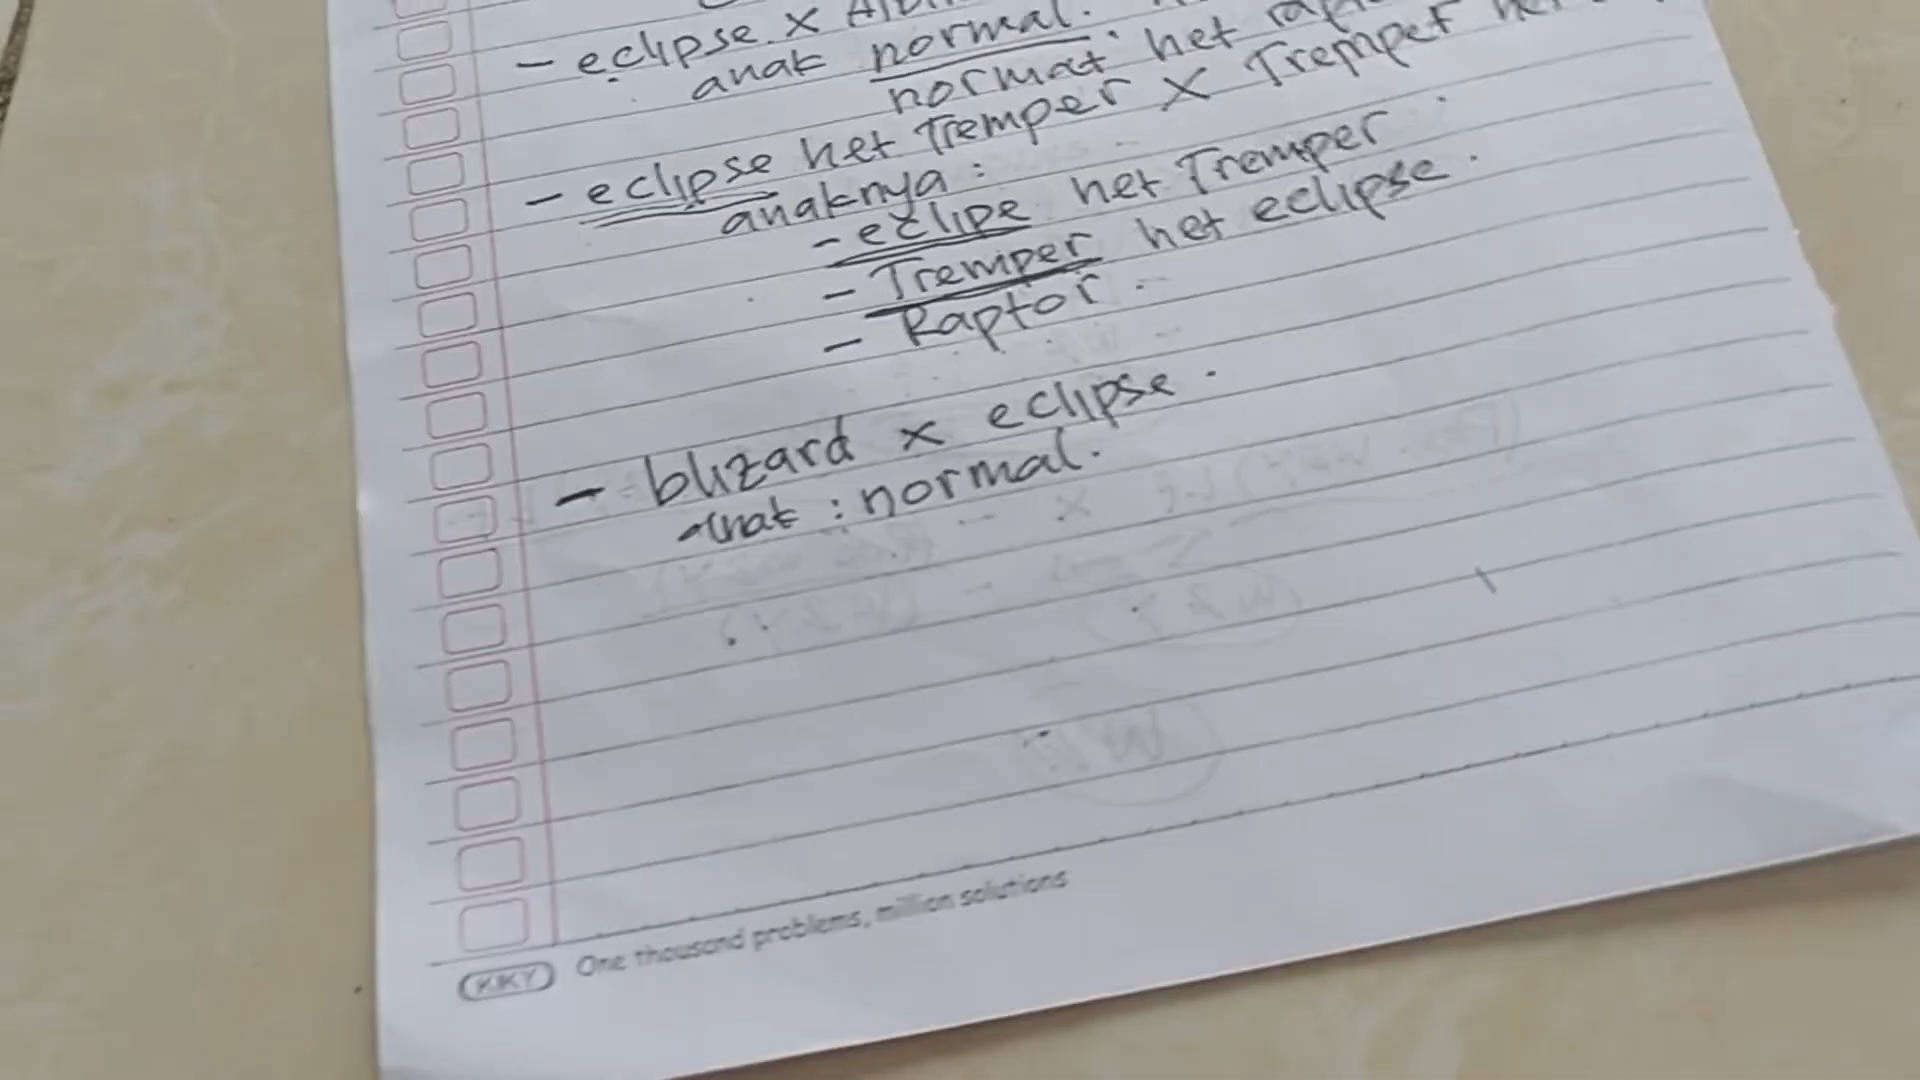 - eclipse x
anak normal.
normal het
- eclipse het Tremper x Tremper het
anaknya :
- eclipe het Tremper
- Tremper het eclipse.
- Raptor.
- blizard x eclipse.
anak : normal.
KIKY One thousand problems, million solutions